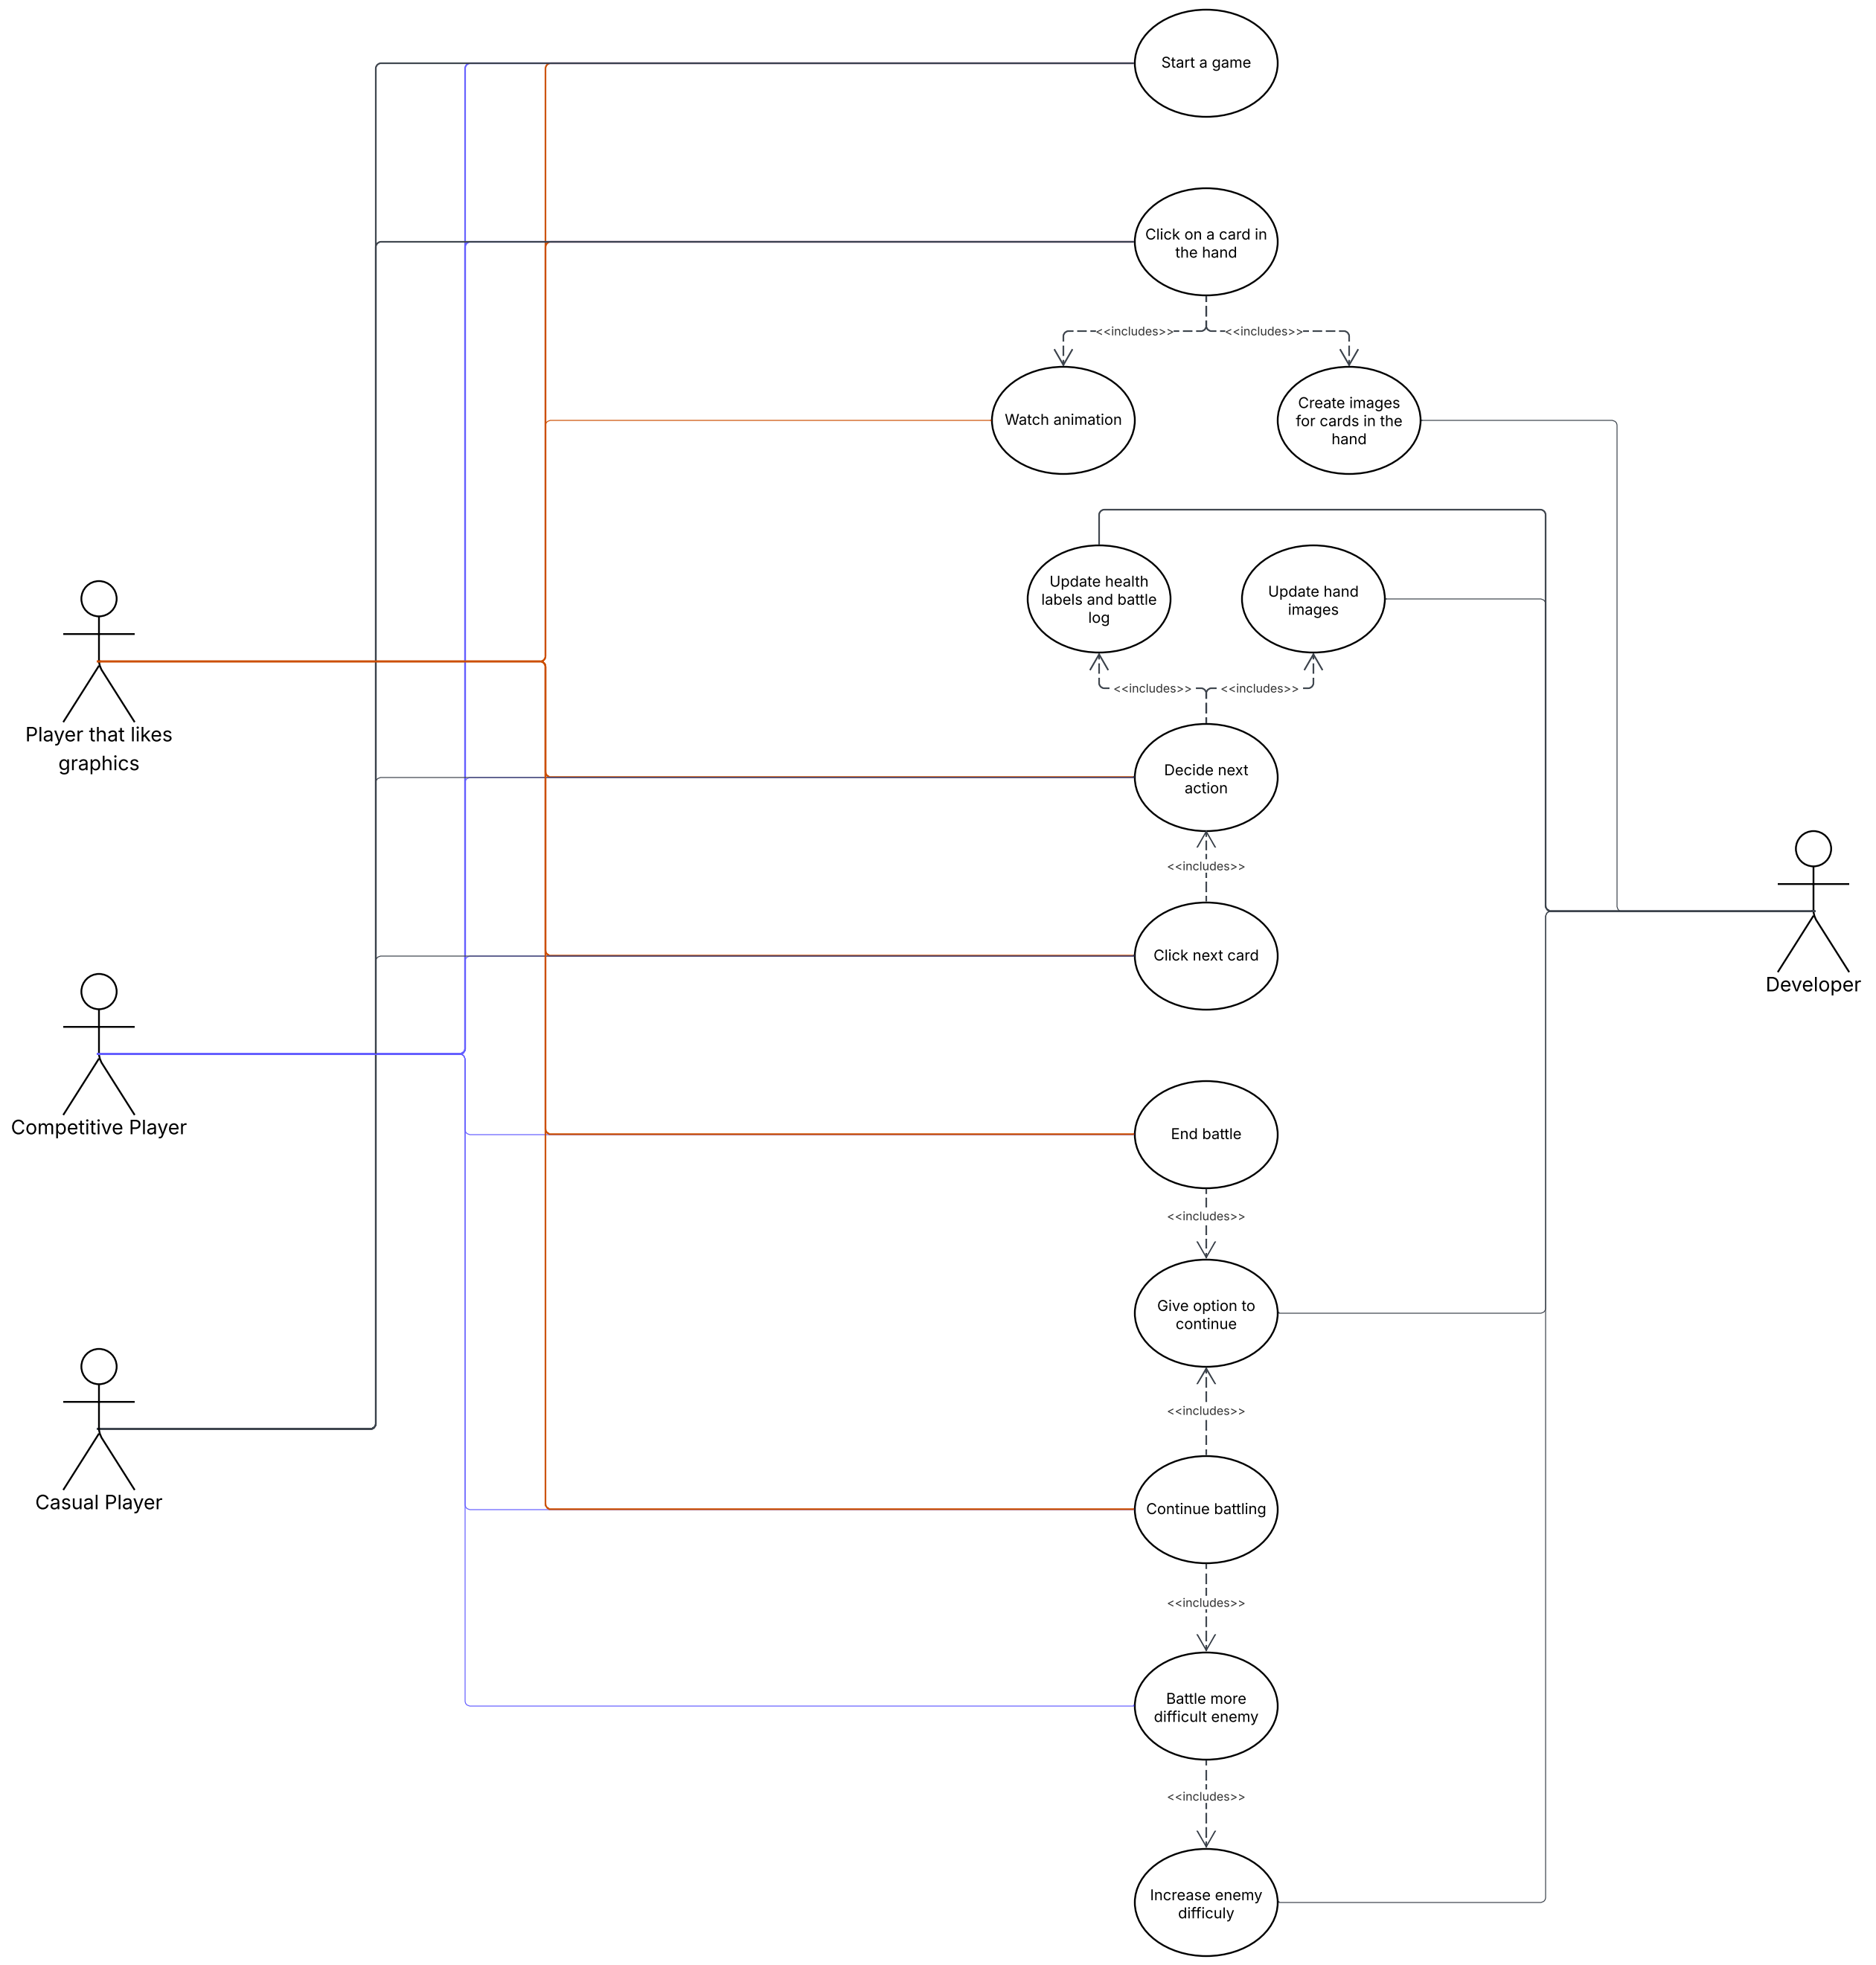 Start a game
Click on a card in
the hand
<<includes>>
<<includes>>
Watch animation
Create images
for cards in the
hand
Update health
labels and battle
log
Update hand
images
<<includes>>
<<includes>>
Player that likes
graphics
Decide next
action
<<includes>>
Click next card
Developer
Competitive Player
End battle
<<includes>>
Give option to
continue
<<includes>>
Casual Player
Continue battling
<<includes>>
Battle more
difficult enemy
<<includes>>
Increase enemy
difficuly